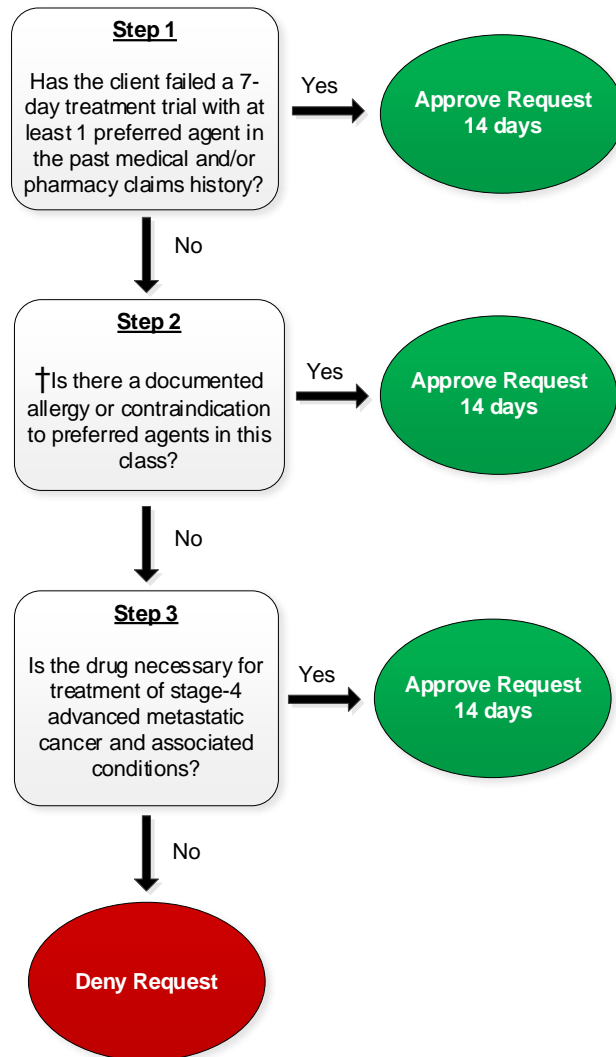 Step 1
Has the client failed a 7-
day treatment trial with at
least 1 preferred agent in
the past medical and/or
pharmacy claims history?
Yes
Approve Request
14 days
No
Step 2
†Is there a documented
allergy or contraindication
to preferred agents in this
class?
Yes
Approve Request
14 days
No
Step 3
Is the drug necessary for
treatment of stage-4
advanced metastatic
cancer and associated
conditions?
Yes
Approve Request
14 days
No
Deny Request